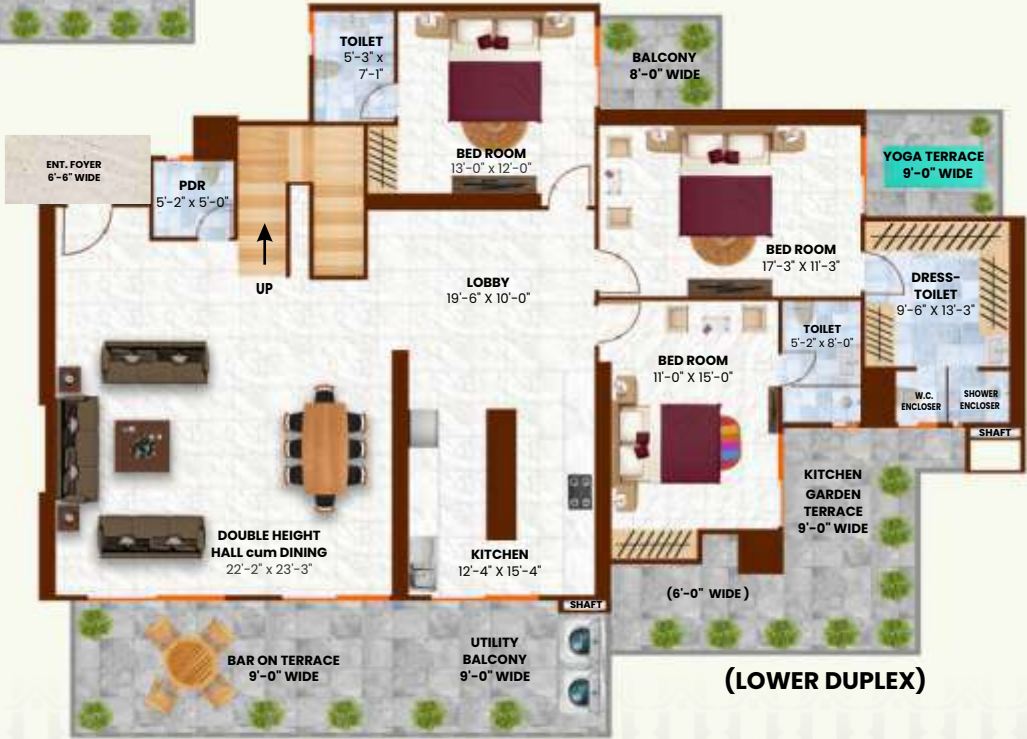 TOILET
5'-3" x
7'-1"
BALCONY
8'-0" WIDE
BED ROOM
13'-0" x 12'-0"
ENT. FOYER
6'-6" WIDE
PDR
5'-2" x 5'-0"
YOGA TERRACE
9'-0" WIDE
UP
LOBBY
19'-6" X 10'-0"
BED ROOM
17'-3" X 11'-3"
DRESS-
TOILET
9'-6" X 13'-3"
TOILET
5'-2" x 8'-0"
BED ROOM
11'-0" X 15'-0"
W.C.
ENCLOSER
SHOWER
ENCLOSER
SHAFT
KITCHEN
GARDEN
TERRACE
9'-0" WIDE
DOUBLE HEIGHT
HALL cum DINING
22'-2" x 23'-3"
KITCHEN
12'-4" X 15'-4"
(6'-0" WIDE )
SHAFT
BAR ON TERRACE
9'-0" WIDE
UTILITY
BALCONY
9'-0" WIDE
(LOWER DUPLEX)